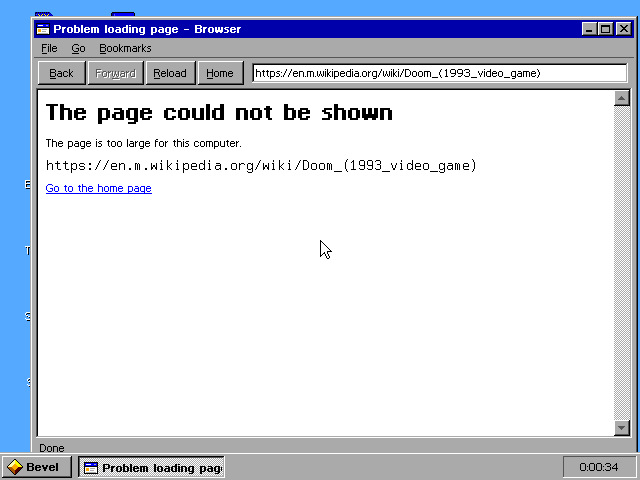 Problem loading page - Browser
File Go Bookmarks
Back Forward Reload Home https://en.m.wikipedia.org/wiki/Doom_(1993_video_game)
The page could not be shown
The page is too large for this computer.
https://en.m.wikipedia.org/wiki/Doom_(1993_video_game)
Go to the home page
Done
Bevel Problem loading pag 0:00:34